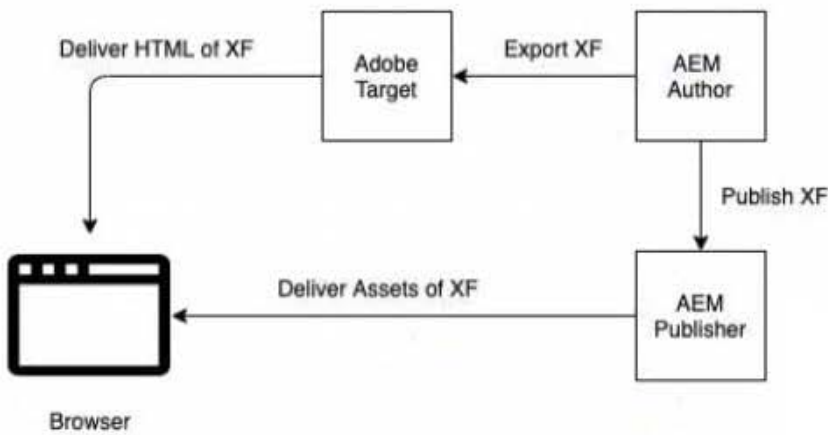 Deliver HTML of XF
Adobe
Target
Export XF
AEM
Author
Publish XF
Deliver Assets of XF
AEM
Publisher
Browser